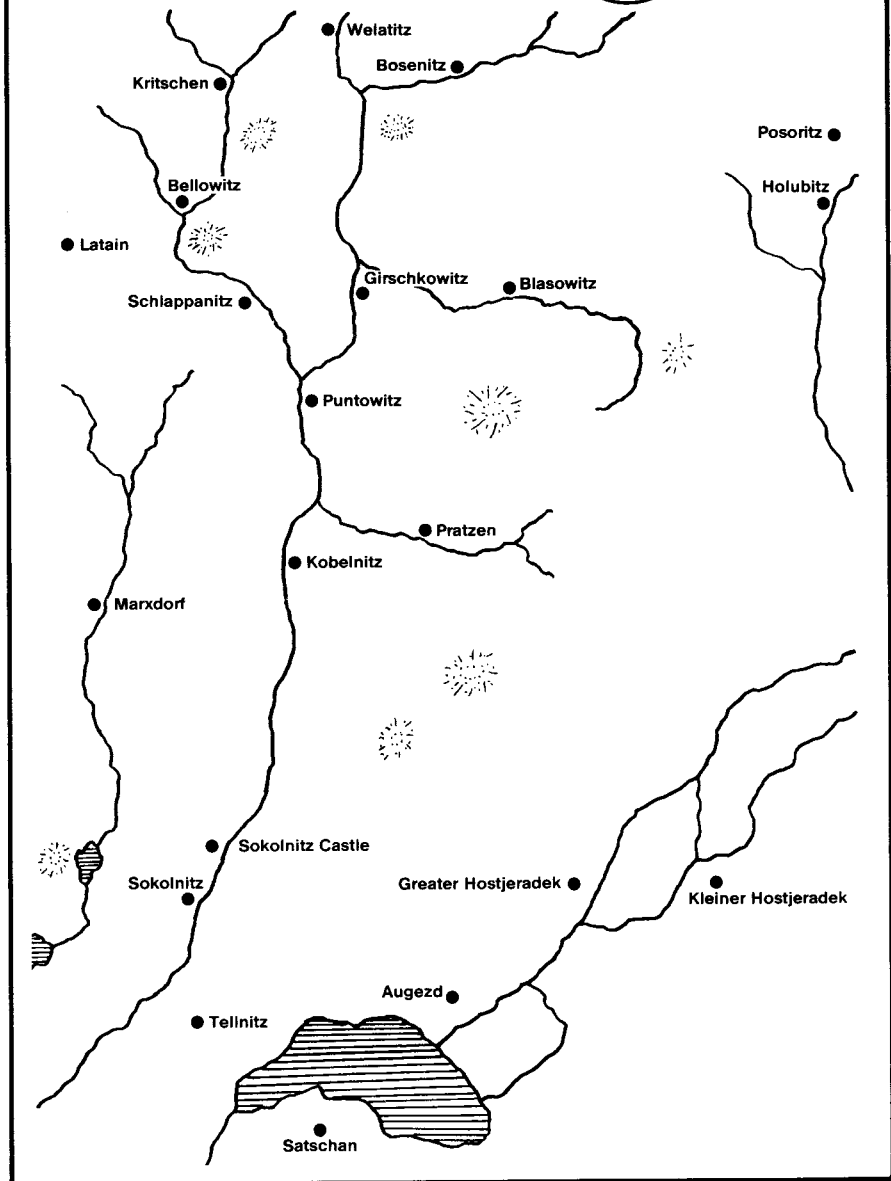 Welatitz
Bosenitz
Kritschen
Posoritz
Bellowitz
Holubitz
Latain
Girschkowitz
Blasowitz
Schlappanitz
Puntowitz
Pratzen
Kobelnitz
Marxdorf
Sokolnitz Castle
Sokolnitz
Greater Hostjeradek
Kleiner Hostjeradek
Augezd
Tellnitz
Satschan